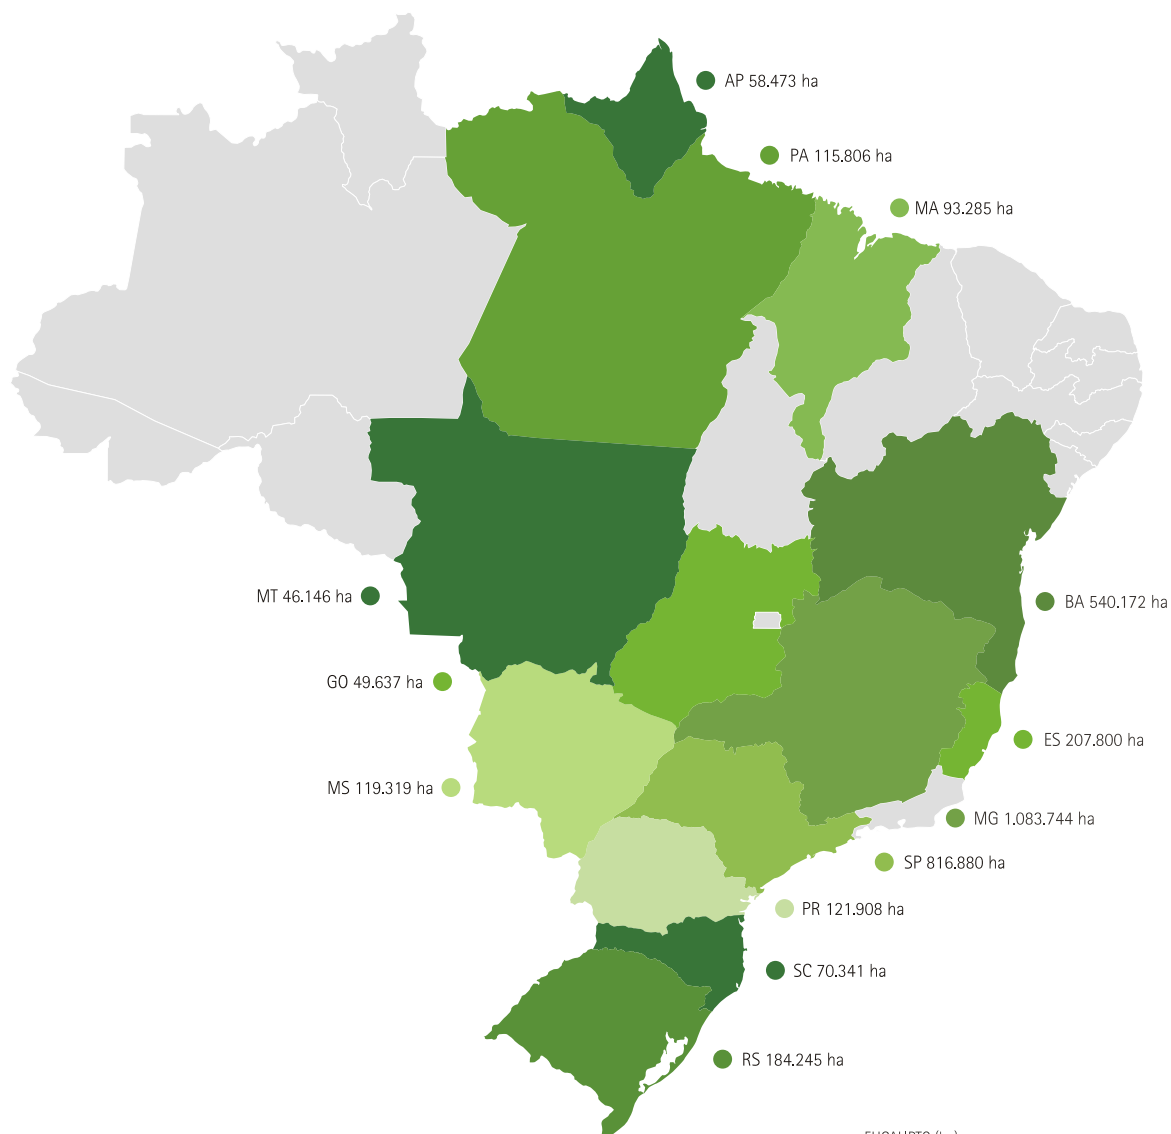 AP 58.473 ha
PA 115.806 ha
MA 93.285 ha
MT 46.146 ha
BA 540.172 ha
GO 49.637 ha
ES 207.800 ha
MS 119.319 ha
MG 1.083.744 ha
SP 816.880 ha
PR 121.908 ha
SC 70.341 ha
RS 184.245 ha